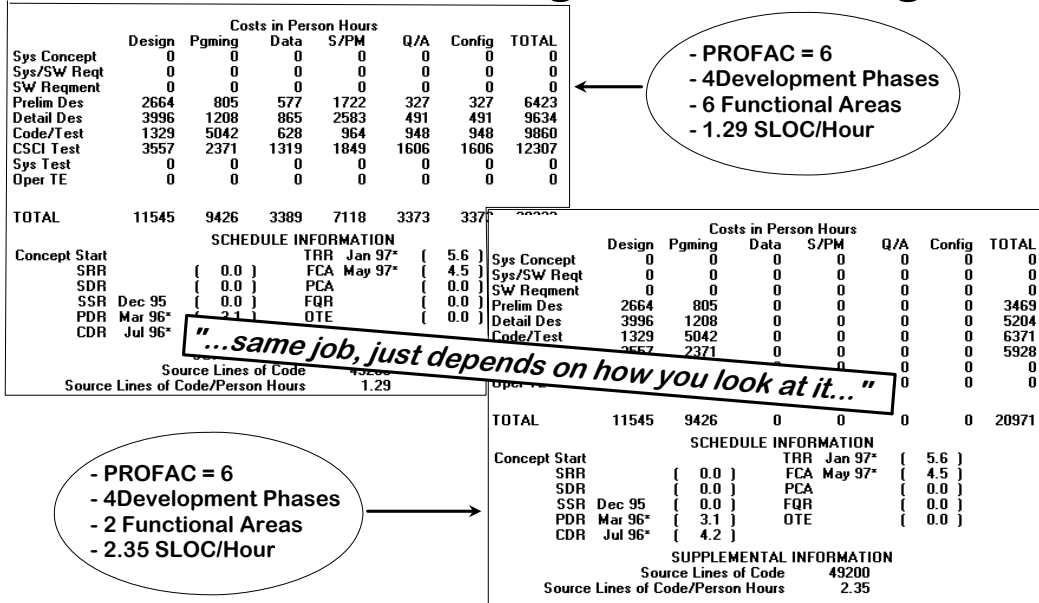 Costs in Person Hours
Design Pgming Data S/PM Q/A Config TOTAL
Sys Concept 0 0 0 0 0 0 0
Sys/SW Reqt 0 0 0 0 0 0 0
SW Reqment 0 0 0 0 0 0 0
Prelim Des 2664 805 577 1722 327 327 6423
Detail Des 3996 1208 865 2583 491 491 9634
Code/Test 1329 5042 628 964 948 948 9860
CSCI Test 3557 2371 1319 1849 1606 1606 12307
Sys Test 0 0 0 0 0 0 0
Oper TE 0 0 0 0 0 0 0
TOTAL 11545 9426 3389 7118 3373
SCHEDULE INFORMATION
Concept Start TRR Jan 97* ( 5.6 )
SRR ( 0.0 ) FCA May 97* ( 4.5 )
SDR ( 0.0 ) PCA ( 0.0 )
SSR Dec 95 ( 0.0 ) FQR ( 0.0 )
PDR Mar 96* ( 3.1 ) OTE ( 0.0 )
CDR Jul 96*
Source Lines of Code 49200
Source Lines of Code/Person Hours 1.29
- PROFAC = 6
- 4Development Phases
- 6 Functional Areas
- 1.29 SLOC/Hour
"...same job, just depends on how you look at it..."
Costs in Person Hours
Design Pgming Data S/PM Q/A Config TOTAL
Sys Concept 0 0 0 0 0 0 0
Sys/SW Reqt 0 0 0 0 0 0 0
SW Reqment 0 0 0 0 0 0 0
Prelim Des 2664 805 0 0 0 0 3469
Detail Des 3996 1208 0 0 0 0 5204
Code/Test 1329 5042 0 0 0 0 6371
3557 2371 0 0 0 0 5928
0 0 0
Oper TE 0 0
TOTAL 11545 9426 0 0 0 0 20971
SCHEDULE INFORMATION
Concept Start TRR Jan 97* ( 5.6 )
SRR ( 0.0 ) FCA May 97* ( 4.5 )
SDR ( 0.0 ) PCA ( 0.0 )
SSR Dec 95 ( 0.0 ) FQR ( 0.0 )
PDR Mar 96* ( 3.1 ) OTE ( 0.0 )
CDR Jul 96* ( 4.2 )
SUPPLEMENTAL INFORMATION
Source Lines of Code 49200
Source Lines of Code/Person Hours 2.35
- PROFAC = 6
- 4Development Phases
- 2 Functional Areas
- 2.35 SLOC/Hour